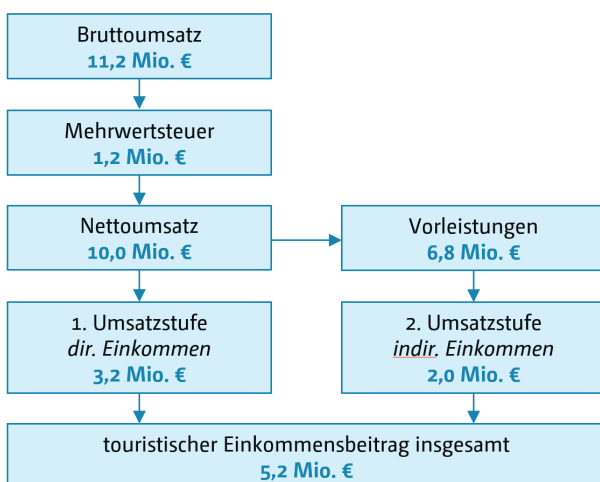 Bruttoumsatz
11,2 Mio. €
Mehrwertsteuer
1,2 Mio. €
Nettoumsatz
10,0 Mio. €
Vorleistungen
6,8 Mio. €
1. Umsatzstufe
dir. Einkommen
3,2 Mio. €
2. Umsatzstufe
indir. Einkommen
2,0 Mio. €
touristischer Einkommensbeitrag insgesamt
5,2 Mio. €